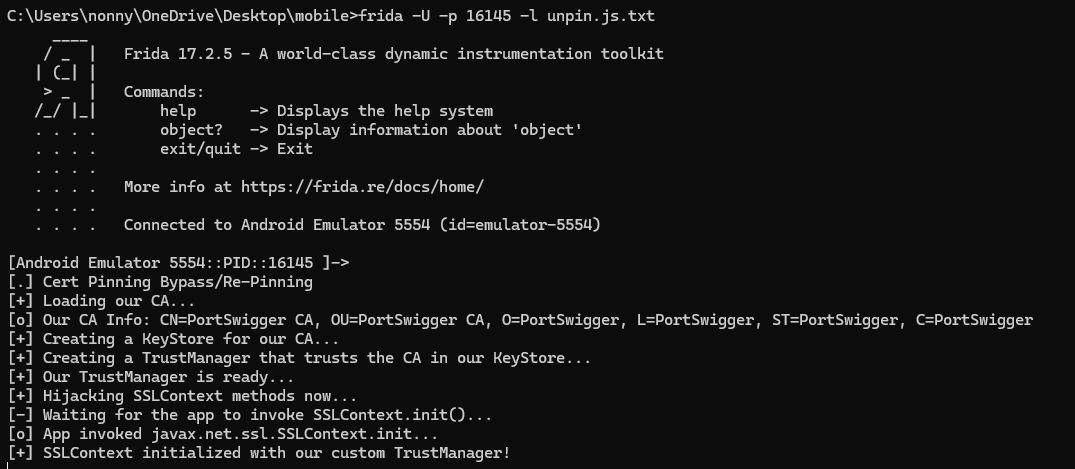 C:\Users\nonny\OneDrive\Desktop\mobile>frida -U -p 16145 -l unpin.js.txt
     ____
    / _  |   Frida 17.2.5 - A world-class dynamic instrumentation toolkit
   | (_| |
    > _  |   Commands:
   /_/ |_|       help      -> Displays the help system
   . . . .       object?   -> Display information about 'object'
   . . . .       exit/quit -> Exit
   . . . .
   . . . .   More info at https://frida.re/docs/home/
   . . . .
   . . . .   Connected to Android Emulator 5554 (id=emulator-5554)

[Android Emulator 5554::PID::16145 ]->
[.] Cert Pinning Bypass/Re-Pinning
[+] Loading our CA...
[o] Our CA Info: CN=PortSwigger CA, OU=PortSwigger CA, O=PortSwigger, L=PortSwigger, ST=PortSwigger, C=PortSwigger
[+] Creating a KeyStore for our CA...
[+] Creating a TrustManager that trusts the CA in our KeyStore...
[+] Our TrustManager is ready...
[+] Hijacking SSLContext methods now...
[-] Waiting for the app to invoke SSLContext.init()...
[o] App invoked javax.net.ssl.SSLContext.init...
[+] SSLContext initialized with our custom TrustManager!